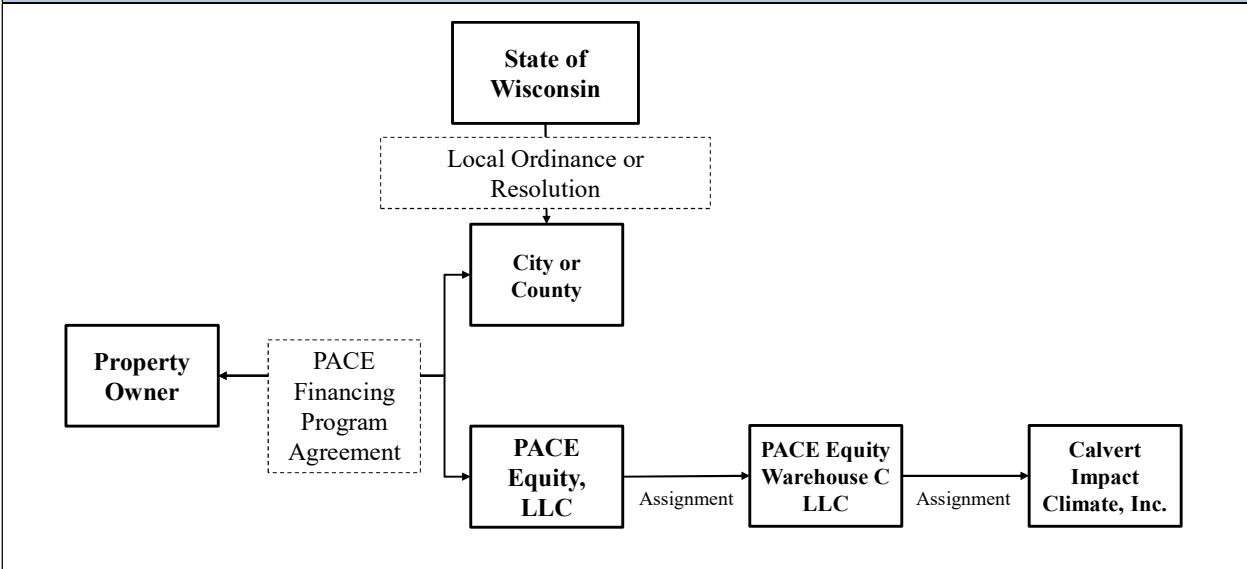 State of
Wisconsin
Local Ordinance or
Resolution
City or
County
Property
Owner
PACE
Financing
Program
Agreement
PACE
Equity,
LLC
Assignment
PACE Equity
Warehouse C
LLC
Assignment
Calvert
Impact
Climate, Inc.